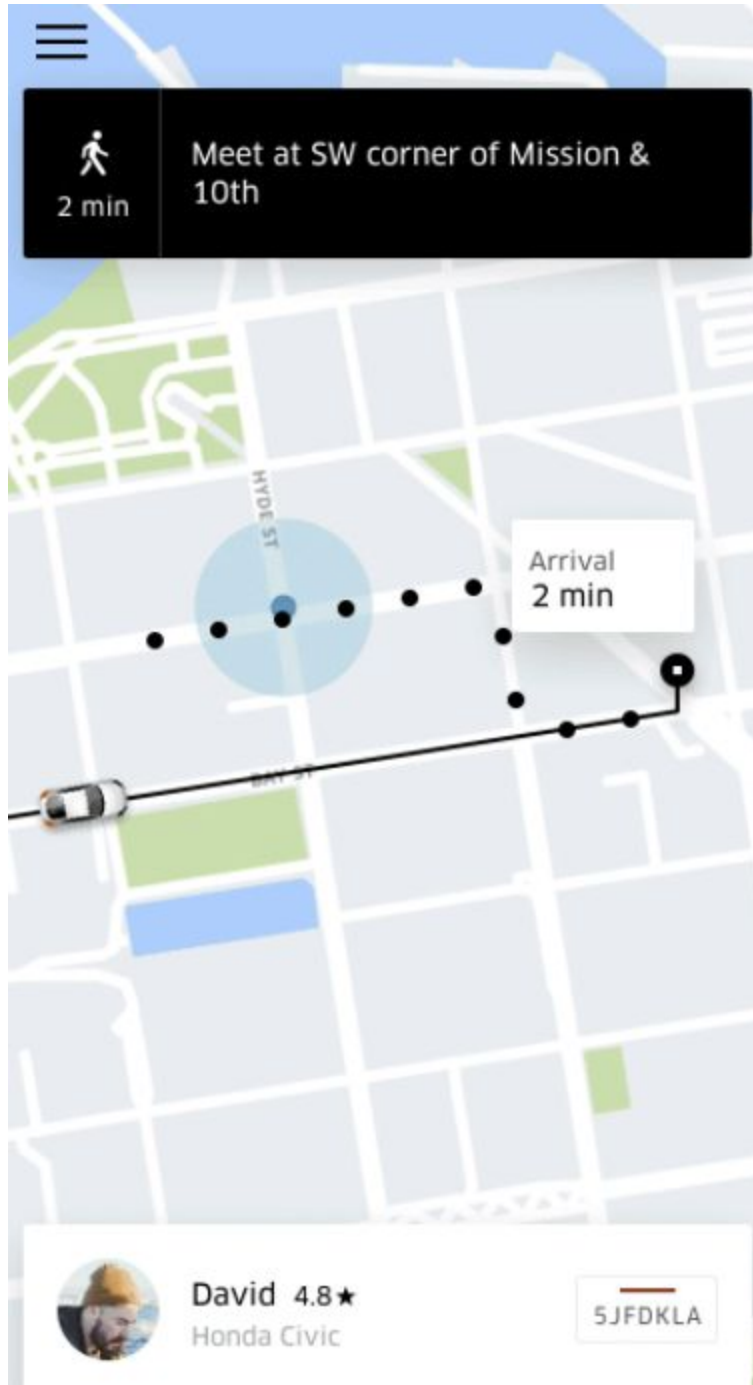 2 min
Meet at SW corner of Mission &
10th
HYDE ST
Arrival
2 min
BAY ST
David 4.8★
Honda Civic
5JFDKLA